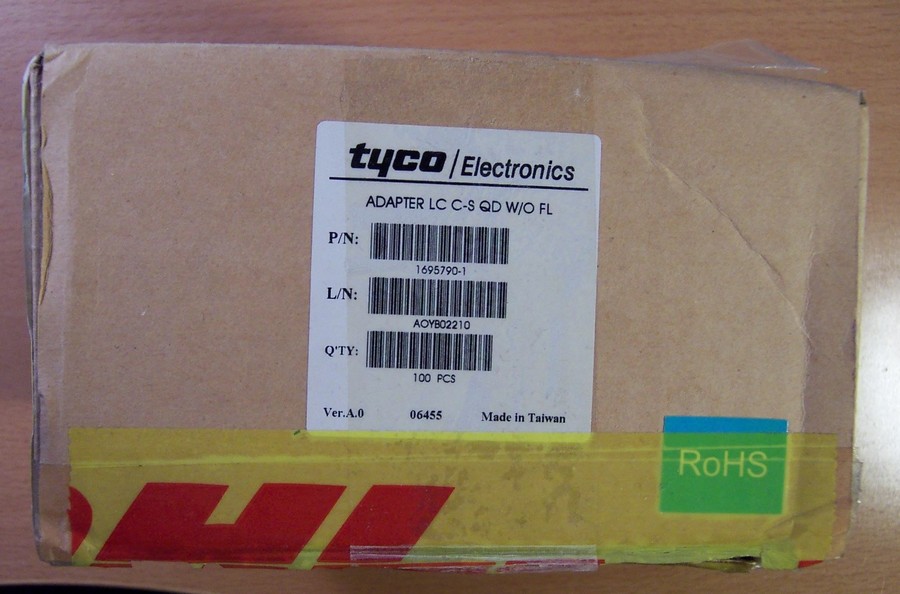 tyco / Electronics
ADAPTER LC C-S QD W/O FL
P/N:
1695790-1
L/N:
AOYB02210
Q'TY:
100 PCS
Ver.A.0 06455 Made in Taiwan
RoHS
DHL